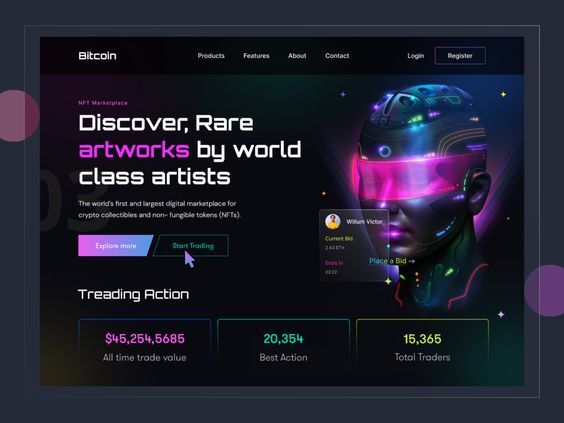 Bitcoin
Products Features About Contact
Login Register
NFT Marketplace
Discover, Rare
artworks by world
class artists
03
The world's first and largest digital marketplace for
crypto collectibles and non- fungible tokens (NFTs).
Explore more Start Trading
Willum Victor
Current Bid
2.43 ETH
Place a Bid →
Ends In
22:22
Treading Action
$45,254,5685
All time trade value
20,354
Best Action
15,365
Total Traders